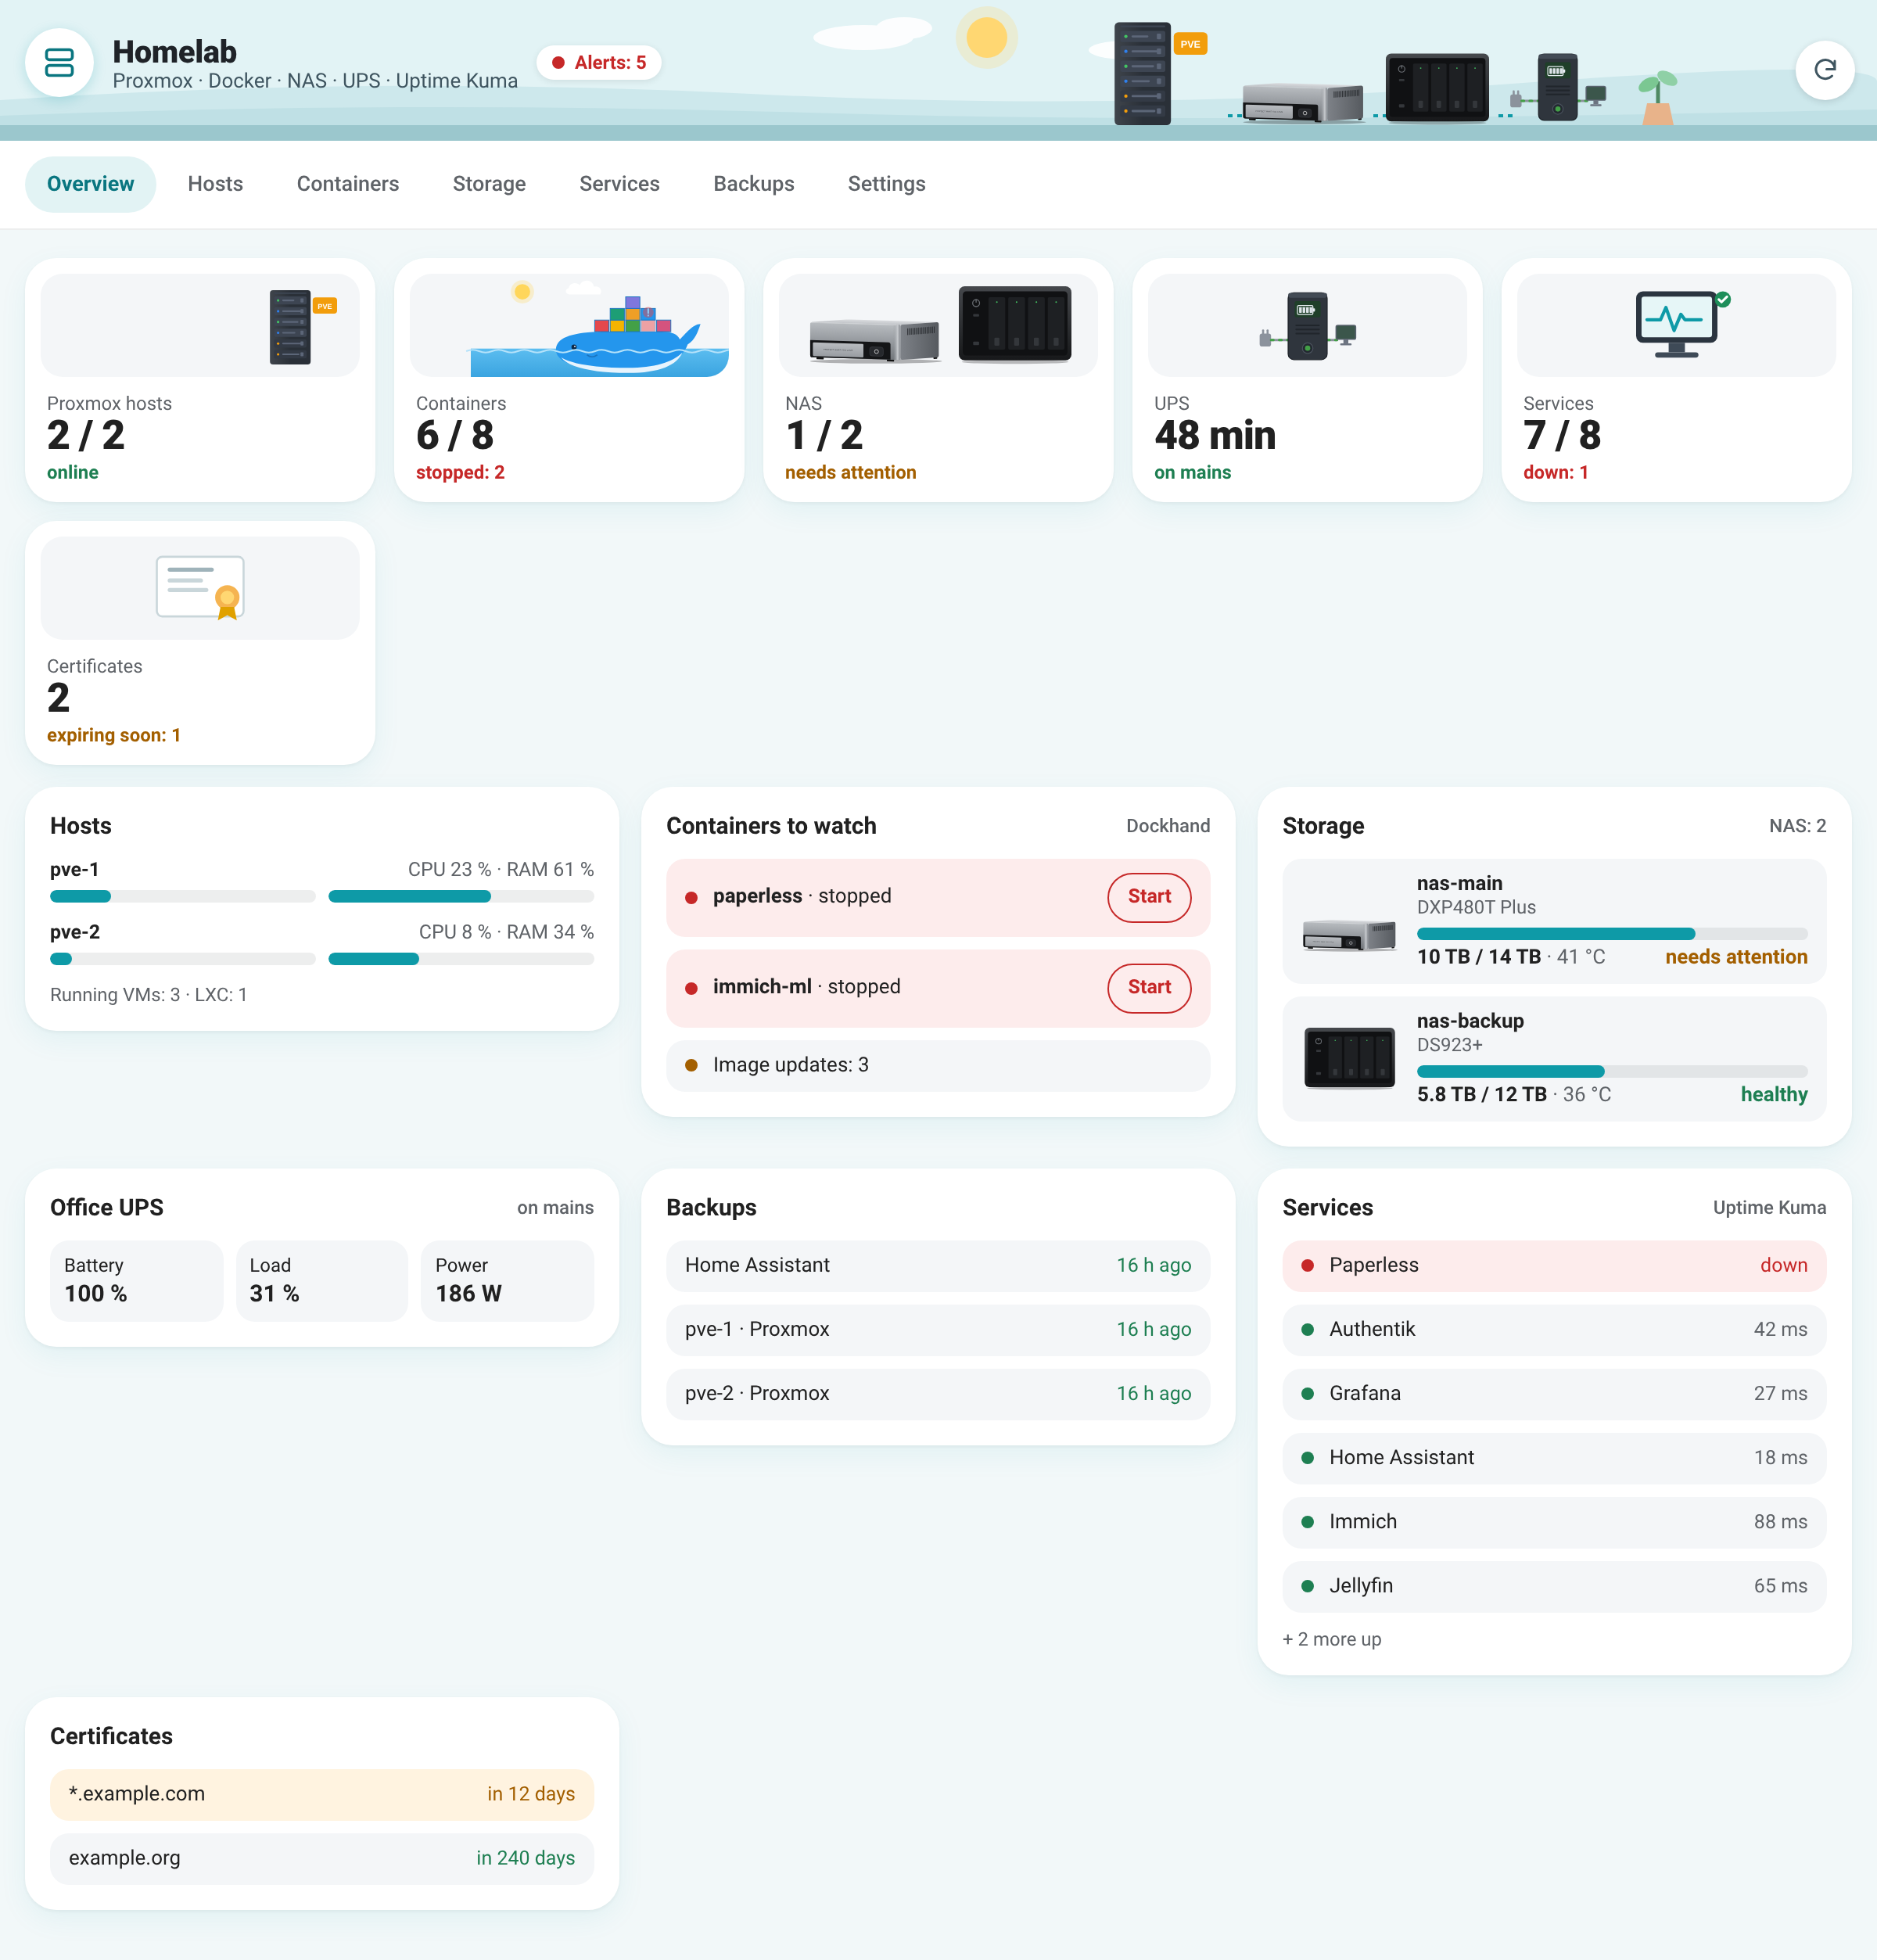 Homelab
Proxmox · Docker · NAS · UPS · Uptime Kuma
Alerts: 5
PVE
Overview
Hosts
Containers
Storage
Services
Backups
Settings
PVE
Proxmox hosts
2 / 2
online
Containers
6 / 8
stopped: 2
NAS
1 / 2
needs attention
UPS
48 min
on mains
Services
7 / 8
down: 1
Certificates
2
expiring soon: 1
Hosts
pve-1 CPU 23 % · RAM 61 %
pve-2 CPU 8 % · RAM 34 %
Running VMs: 3 · LXC: 1
Containers to watch Dockhand
paperless · stopped Start
immich-ml · stopped Start
Image updates: 3
Storage NAS: 2
nas-main
DXP480T Plus
10 TB / 14 TB · 41 °C needs attention
nas-backup
DS923+
5.8 TB / 12 TB · 36 °C healthy
Office UPS on mains
Battery
100 %
Load
31 %
Power
186 W
Backups
Home Assistant 16 h ago
pve-1 · Proxmox 16 h ago
pve-2 · Proxmox 16 h ago
Services Uptime Kuma
Paperless down
Authentik 42 ms
Grafana 27 ms
Home Assistant 18 ms
Immich 88 ms
Jellyfin 65 ms
+ 2 more up
Certificates
*.example.com in 12 days
example.org in 240 days